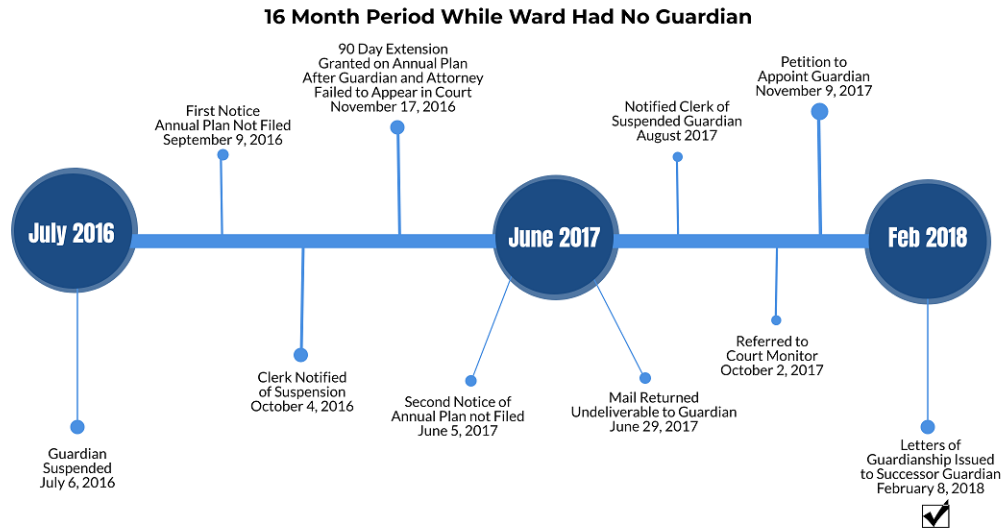 16 Month Period While Ward Had No Guardian
July 2016
Guardian
Suspended
July 6, 2016
First Notice
Annual Plan Not Filed
September 9, 2016
Clerk Notified
of Suspension
October 4, 2016
90 Day Extension
Granted on Annual Plan
After Guardian and Attorney
Failed to Appear in Court
November 17, 2016
June 2017
Second Notice of
Annual Plan not Filed
June 5, 2017
Mail Returned
Undeliverable to Guardian
June 29, 2017
Notified Clerk of
Suspended Guardian
August 2017
Referred to
Court Monitor
October 2, 2017
Petition to
Appoint Guardian
November 9, 2017
Feb 2018
Letters of
Guardianship Issued
to Successor Guardian
February 8, 2018